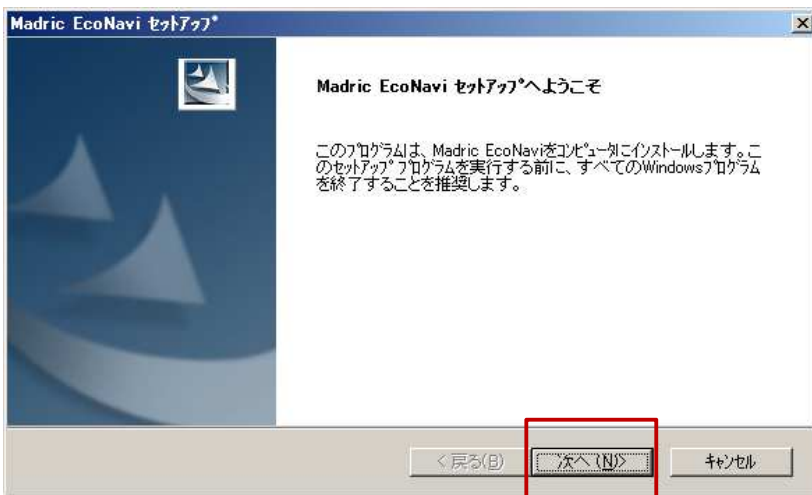 Madric EcoNavi ｾｯﾄｱｯﾌﾟ
Madric EcoNavi ｾｯﾄｱｯﾌﾟへようこそ
このﾌﾟﾛｸﾞﾗﾑは、Madric EcoNaviをｺﾝﾋﾟｭｰﾀにｲﾝｽﾄｰﾙします。こ
のｾｯﾄｱｯﾌﾟ ﾌﾟﾛｸﾞﾗﾑを実行する前に、すべてのWindowsﾌﾟﾛｸﾞﾗﾑ
を終了することを推奨します。
< 戻る(B) 次へ(N)> ｷｬﾝｾﾙ